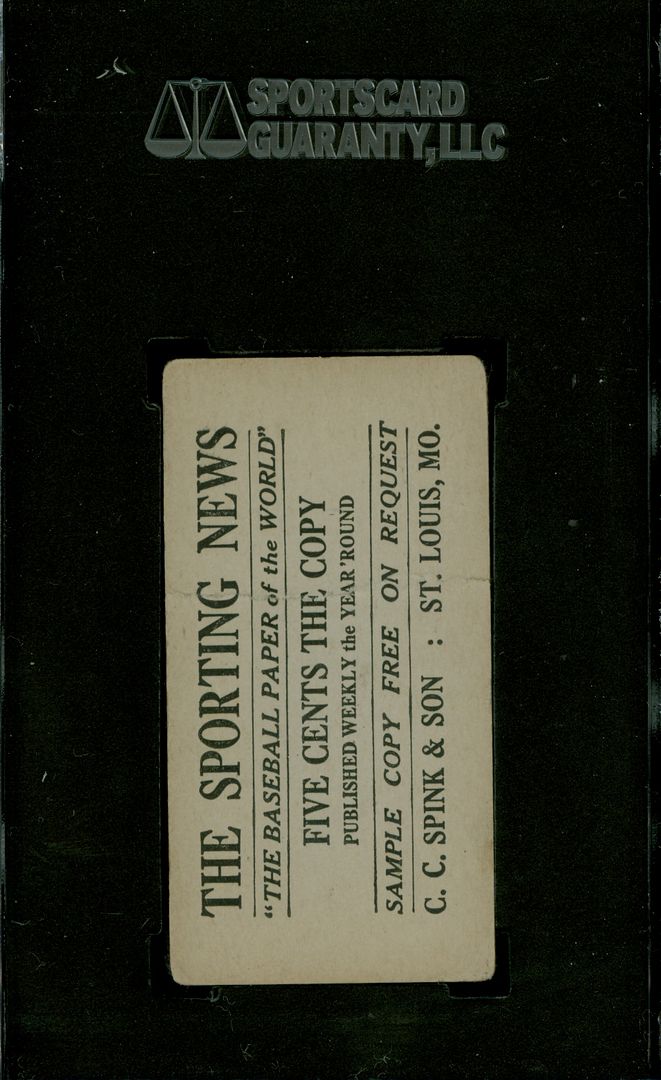 SPORTSCARD
GUARANTY, LLC
THE SPORTING NEWS
"THE BASEBALL PAPER of the WORLD"
FIVE CENTS THE COPY
PUBLISHED WEEKLY the YEAR 'ROUND
SAMPLE COPY FREE ON REQUEST
C. C. SPINK & SON : ST. LOUIS, MO.